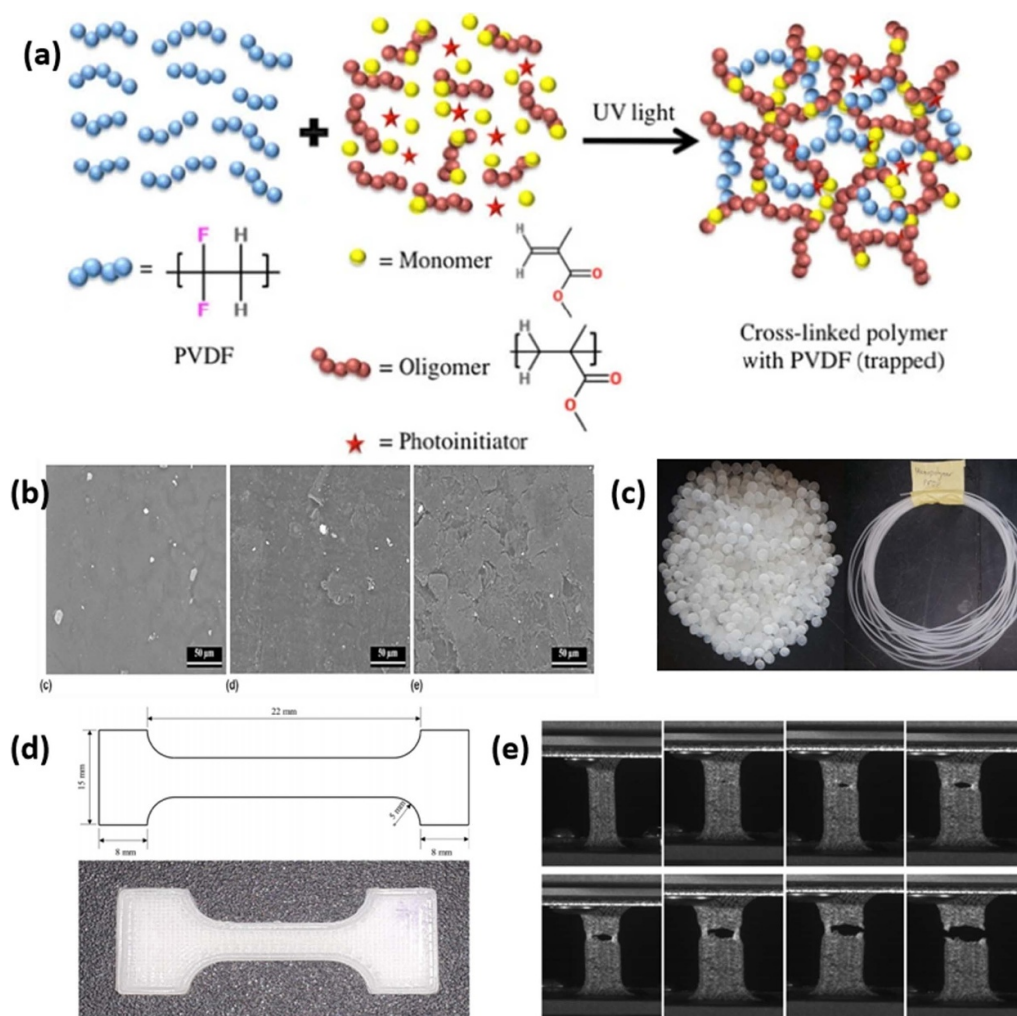 (a)
UV light
F H
= [ ]
F H
PVDF
= Monomer
H
H
O
O
= Oligomer
H
H
O
O
= Photoinitiator
Cross-linked polymer
with PVDF (trapped)
(b)
50 μm
50 μm
50 μm
(c)
(d)
(e)
(c)
(d)
22 mm
15 mm
5 mm
8 mm
8 mm
(e)